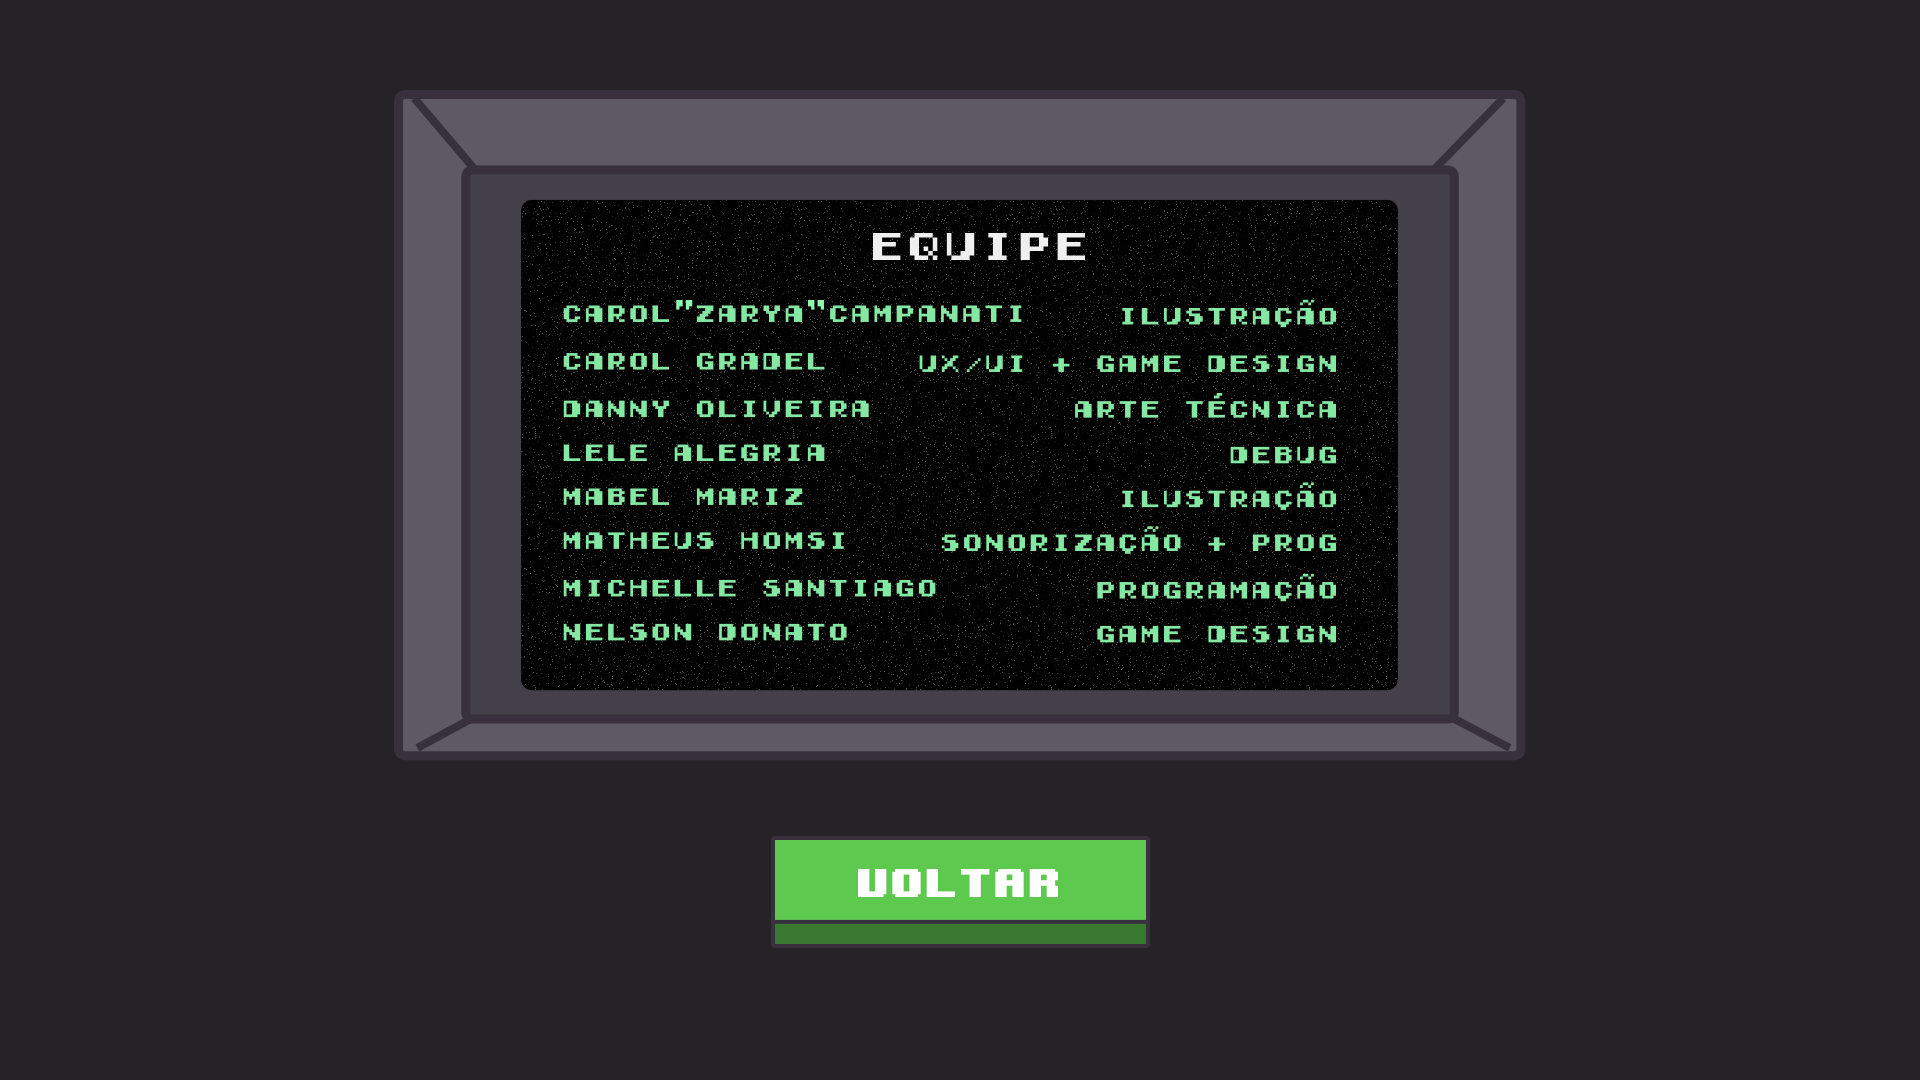 EQUIPE
CAROL"ZARYA"CAMPANATI ILUSTRAÇÃO
CAROL GRADEL UX/UI + GAME DESIGN
DANNY OLIVEIRA ARTE TÉCNICA
LELE ALEGRIA DEBUG
MABEL MARIZ ILUSTRAÇÃO
MATHEUS HOMSI SONORIZAÇÃO + PROG
MICHELLE SANTIAGO PROGRAMAÇÃO
NELSON DONATO GAME DESIGN
VOLTAR